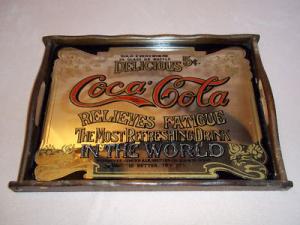 DELICIOUS 5¢.
Coca-Cola
RELIEVES FATIGUE
THE MOST REFRESHING DRINK
IN THE WORLD